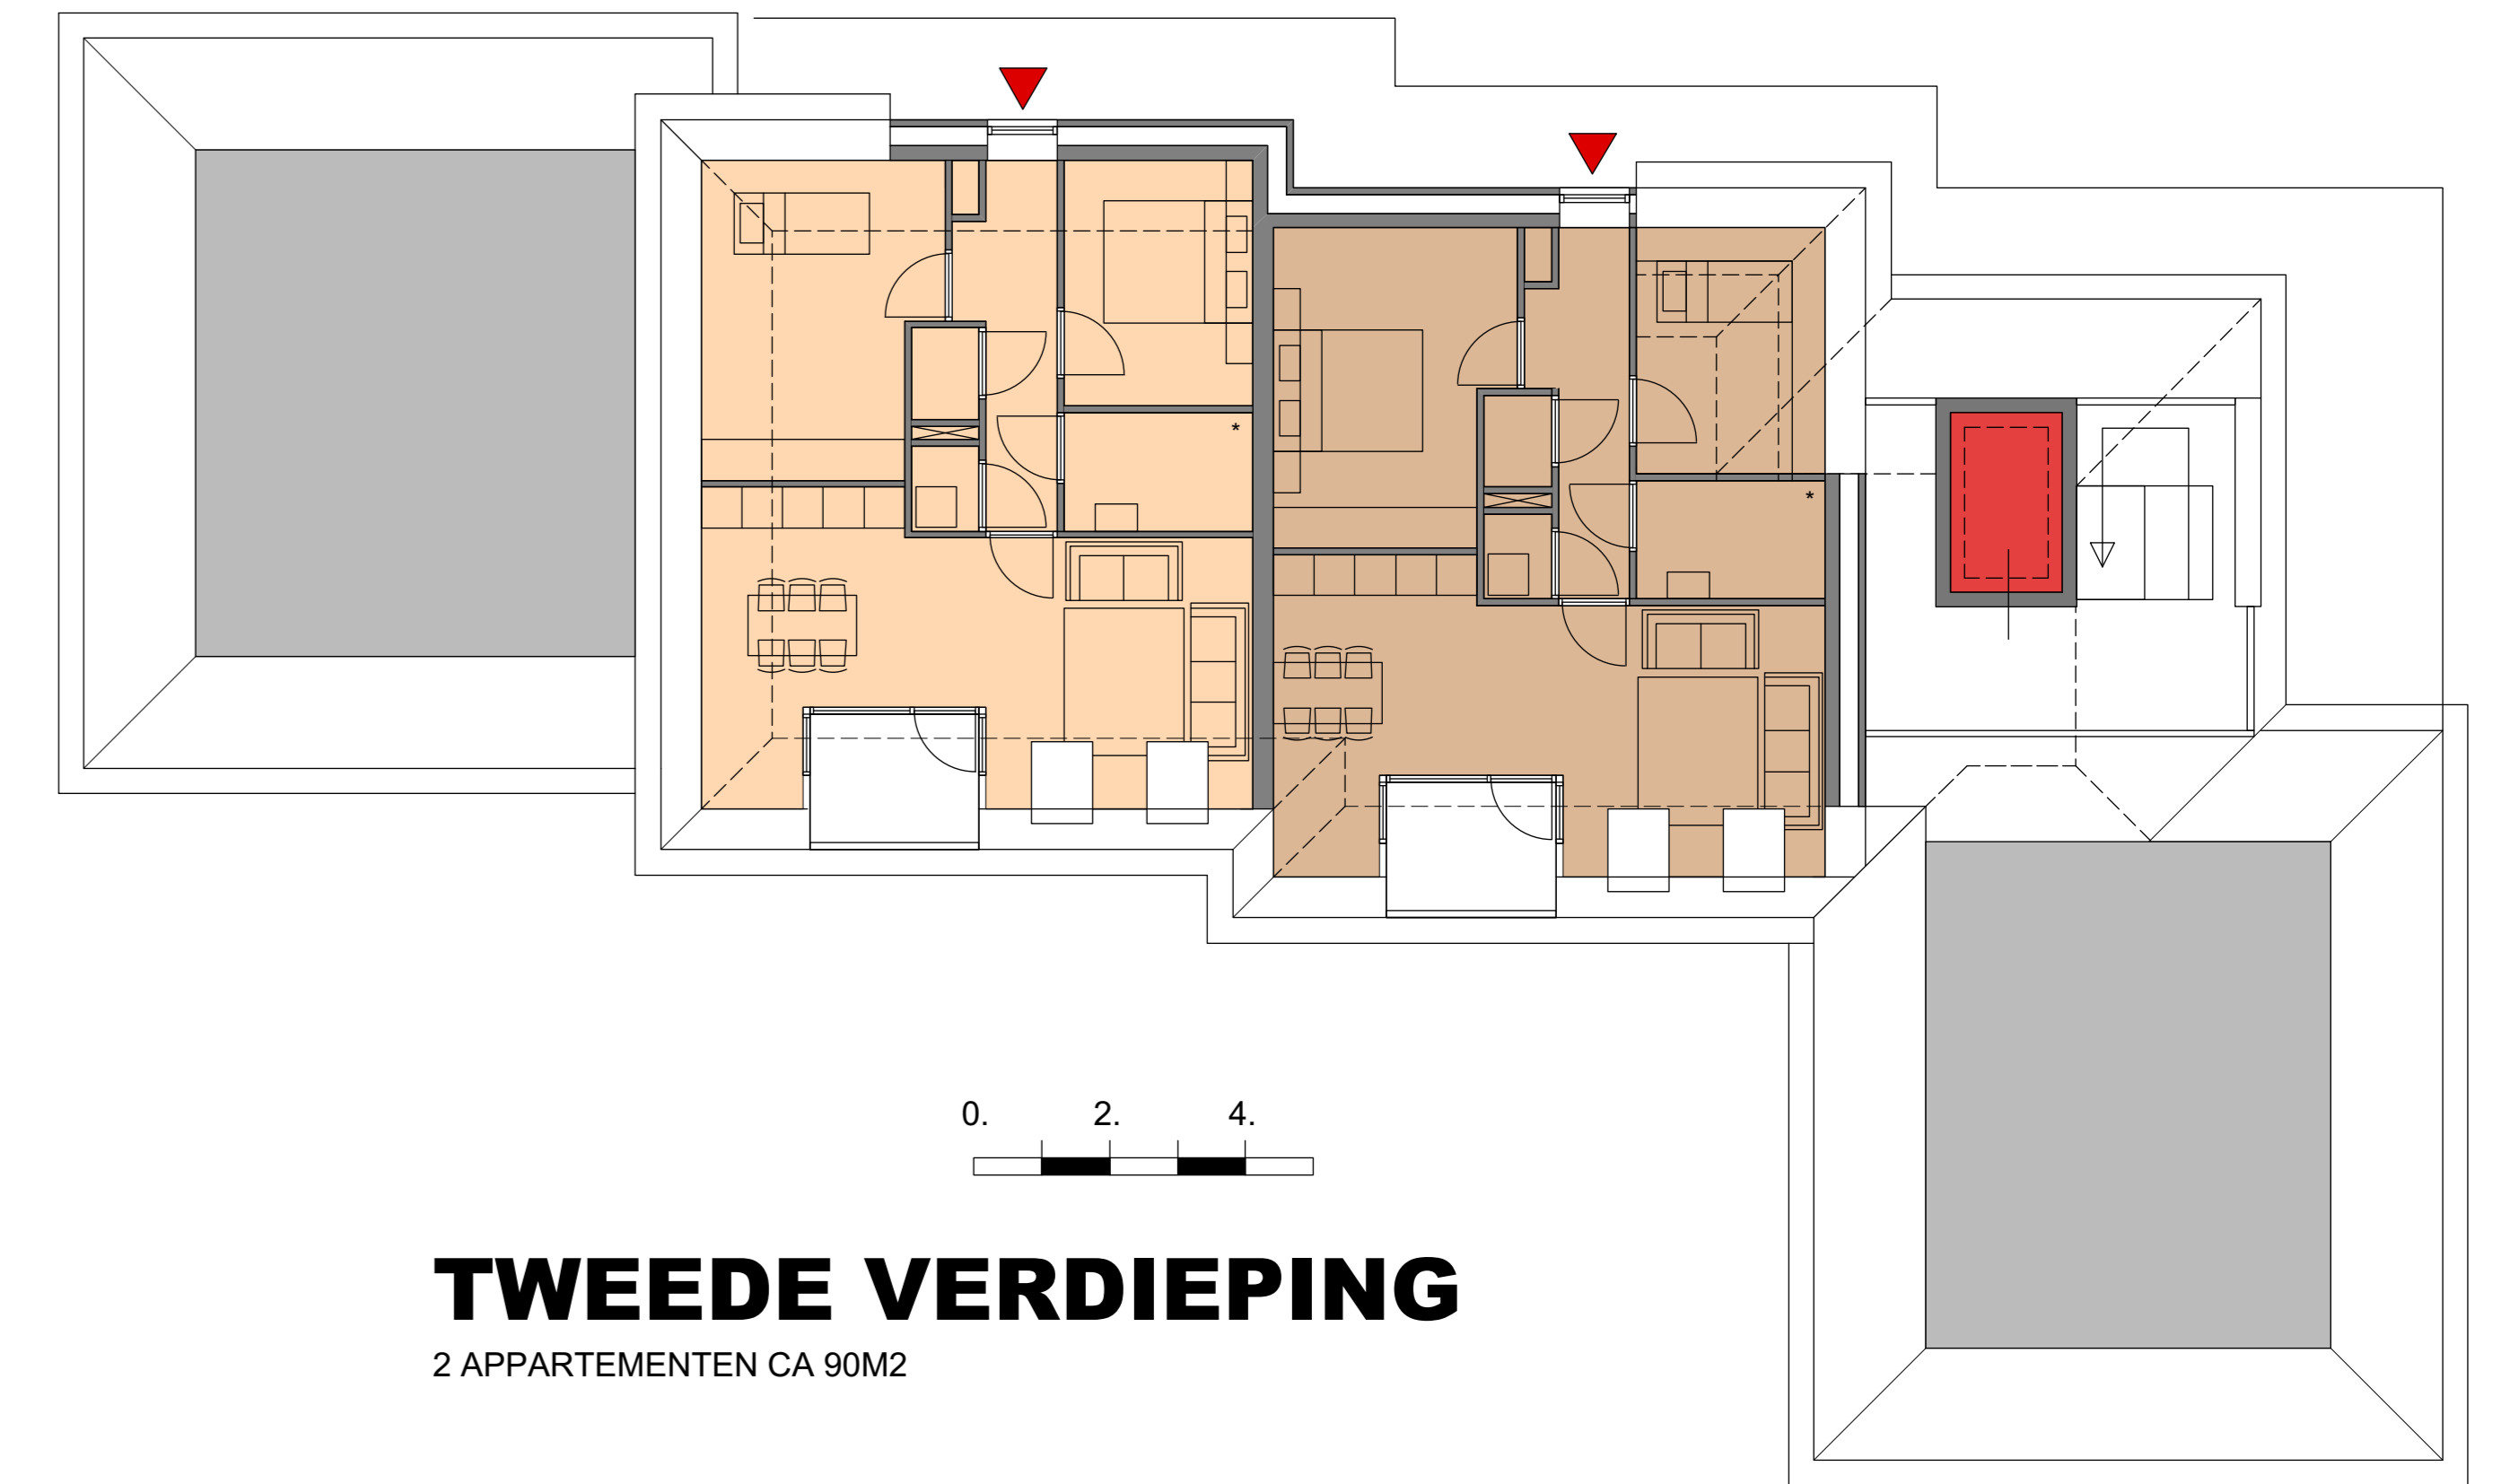 *
*
0. 2. 4.
TWEEDE VERDIEPING
2 APPARTEMENTEN CA 90M2